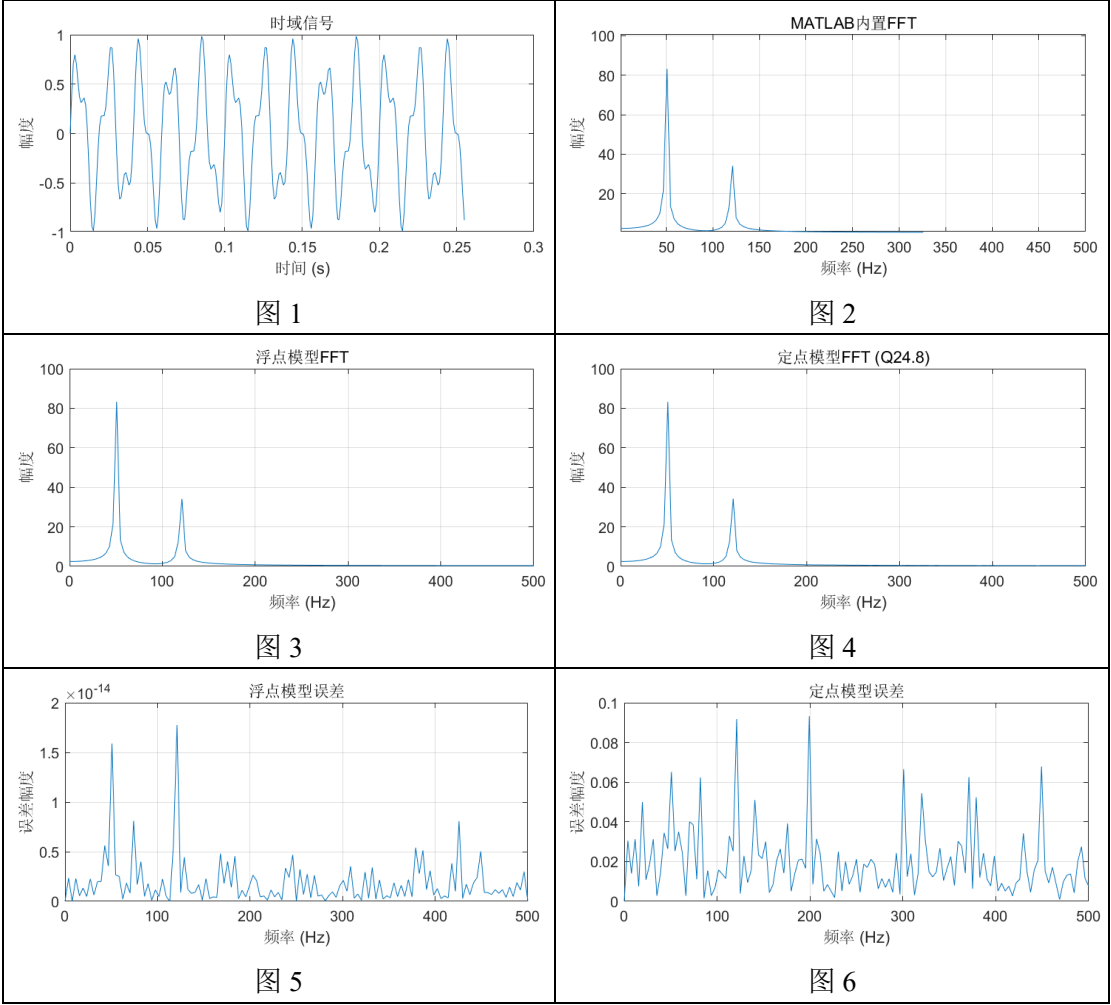 时域信号
1
0.5
0
-0.5
-1
0 0.05 0.1 0.15 0.2 0.25 0.3
幅度
时间 (s)
图 1
MATLAB内置FFT
100
80
60
40
20
50 100 150 200 250 300 350 400 450 500
幅度
频率 (Hz)
图 2
浮点模型FFT
100
80
60
40
20
0
0 100 200 300 400 500
幅度
频率 (Hz)
图 3
定点模型FFT (Q24.8)
100
80
60
40
20
0
0 100 200 300 400 500
幅度
频率 (Hz)
图 4
×10-14
浮点模型误差
2
1.5
1
0.5
0
0 100 200 300 400 500
误差幅度
频率 (Hz)
图 5
定点模型误差
0.1
0.08
0.06
0.04
0.02
0
0 100 200 300 400 500
误差幅度
频率 (Hz)
图 6